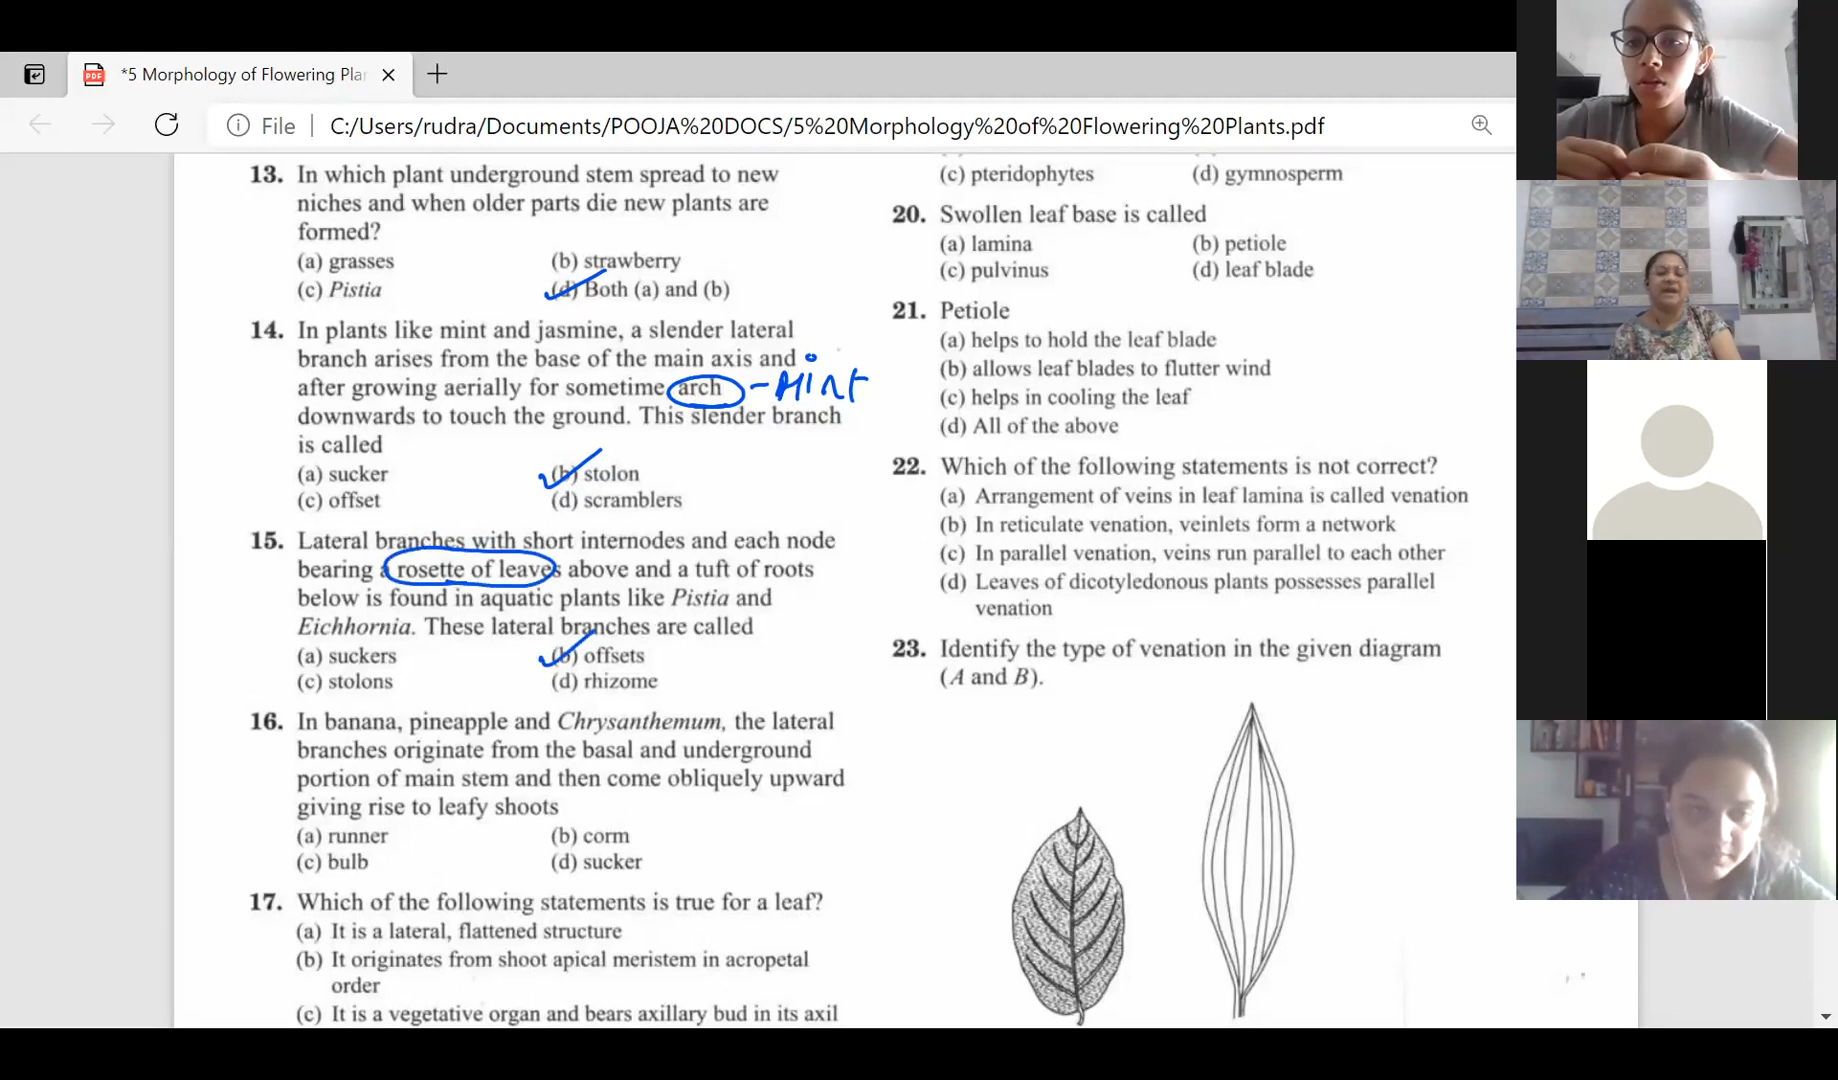 *5 Morphology of Flowering Pla
File
C:/Users/rudra/Documents/POOJA%20DOCS/5%20Morphology%20of%20Flowering%20Plants.pdf
13. In which plant underground stem spread to new
niches and when older parts die new plants are
formed?
(a) grasses (b) strawberry
(c) Pistia (d) Both (a) and (b)
14. In plants like mint and jasmine, a slender lateral
branch arises from the base of the main axis and
after growing aerially for sometime arch - Mint
downwards to touch the ground. This slender branch
is called
(a) sucker (b) stolon
(c) offset (d) scramblers
15. Lateral branches with short internodes and each node
bearing a rosette of leaves above and a tuft of roots
below is found in aquatic plants like Pistia and
Eichhornia. These lateral branches are called
(a) suckers (b) offsets
(c) stolons (d) rhizome
16. In banana, pineapple and Chrysanthemum, the lateral
branches originate from the basal and underground
portion of main stem and then come obliquely upward
giving rise to leafy shoots
(a) runner (b) corm
(c) bulb (d) sucker
17. Which of the following statements is true for a leaf?
(a) It is a lateral, flattened structure
(b) It originates from shoot apical meristem in acropetal
order
(c) It is a vegetative organ and bears axillary bud in its axil
(c) pteridophytes (d) gymnosperm
20. Swollen leaf base is called
(a) lamina (b) petiole
(c) pulvinus (d) leaf blade
21. Petiole
(a) helps to hold the leaf blade
(b) allows leaf blades to flutter wind
(c) helps in cooling the leaf
(d) All of the above
22. Which of the following statements is not correct?
(a) Arrangement of veins in leaf lamina is called venation
(b) In reticulate venation, veinlets form a network
(c) In parallel venation, veins run parallel to each other
(d) Leaves of dicotyledonous plants possesses parallel
venation
23. Identify the type of venation in the given diagram
(A and B).